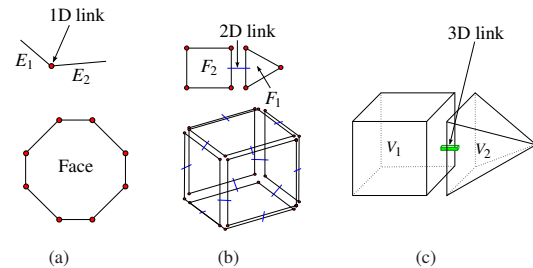 1D link
E1
E2
Face
(a)
2D link
F2
F1
(b)
3D link
V1
V2
(c)